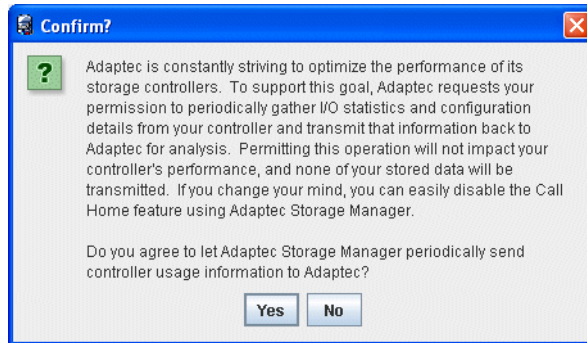 Confirm?
Adaptec is constantly striving to optimize the performance of its
storage controllers. To support this goal, Adaptec requests your
permission to periodically gather I/O statistics and configuration
details from your controller and transmit that information back to
Adaptec for analysis. Permitting this operation will not impact your
controller's performance, and none of your stored data will be
transmitted. If you change your mind, you can easily disable the Call
Home feature using Adaptec Storage Manager.
Do you agree to let Adaptec Storage Manager periodically send
controller usage information to Adaptec?
Yes No